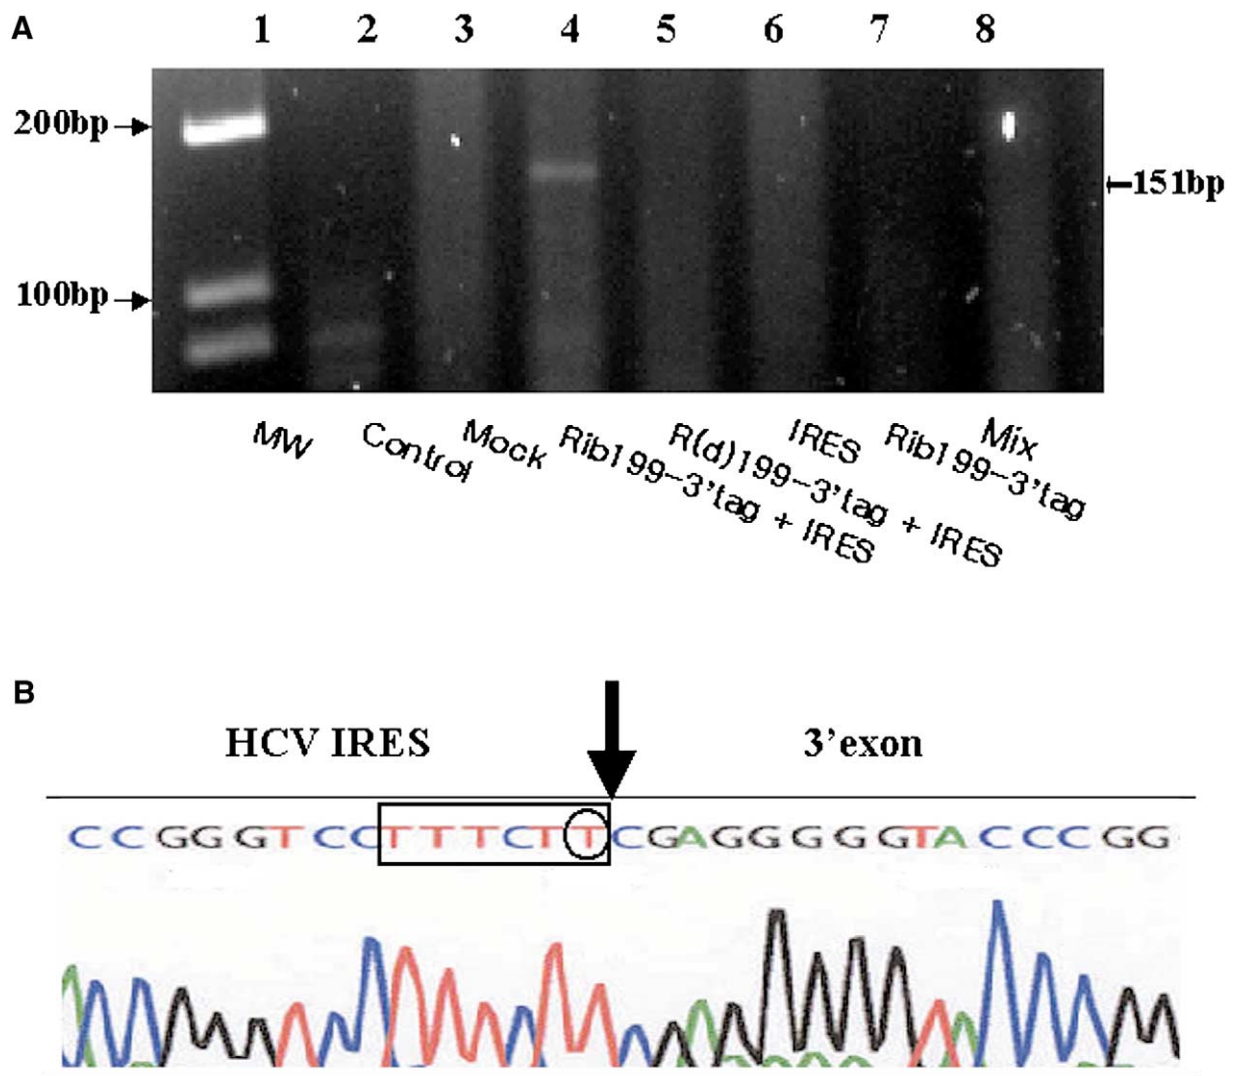 A
1 2 3 4 5 6 7 8
200bp
151bp
100bp
MW
Control
Mock
Rib199-3'tag + IRES
R(d)199-3'tag + IRES
IRES
Rib199-3'tag
Mix
B
HCV IRES 3'exon
CCGGGTCCTTTCTTCGAGGGGGTACCCGG